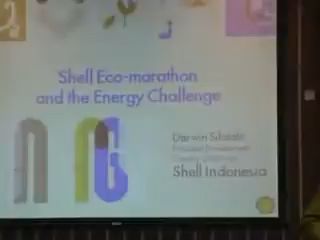 Shell Eco-marathon
and the Energy Challenge
Darwin Silalahi
Shell Indonesia